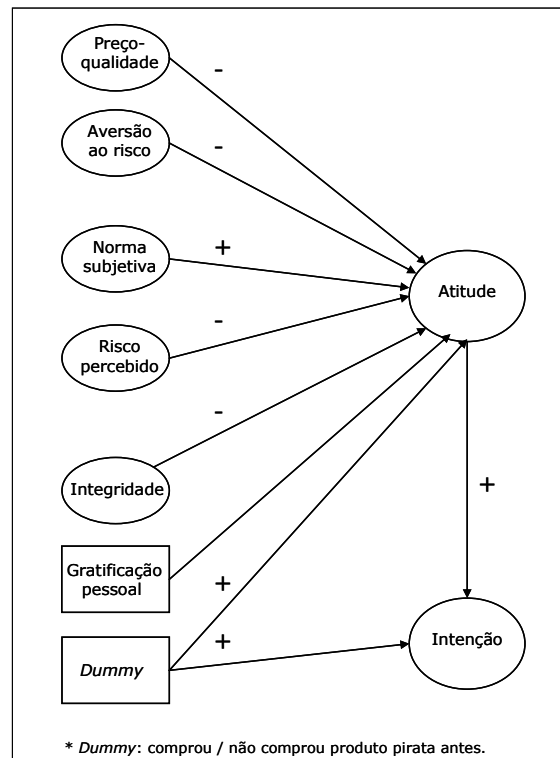 Preço-
qualidade
-
Aversão
ao risco
-
Norma
subjetiva
+
Risco
percebido
-
Atitude
Integridade
-
+
Gratificação
pessoal
+
Dummy
+
Intenção
* Dummy: comprou / não comprou produto pirata antes.